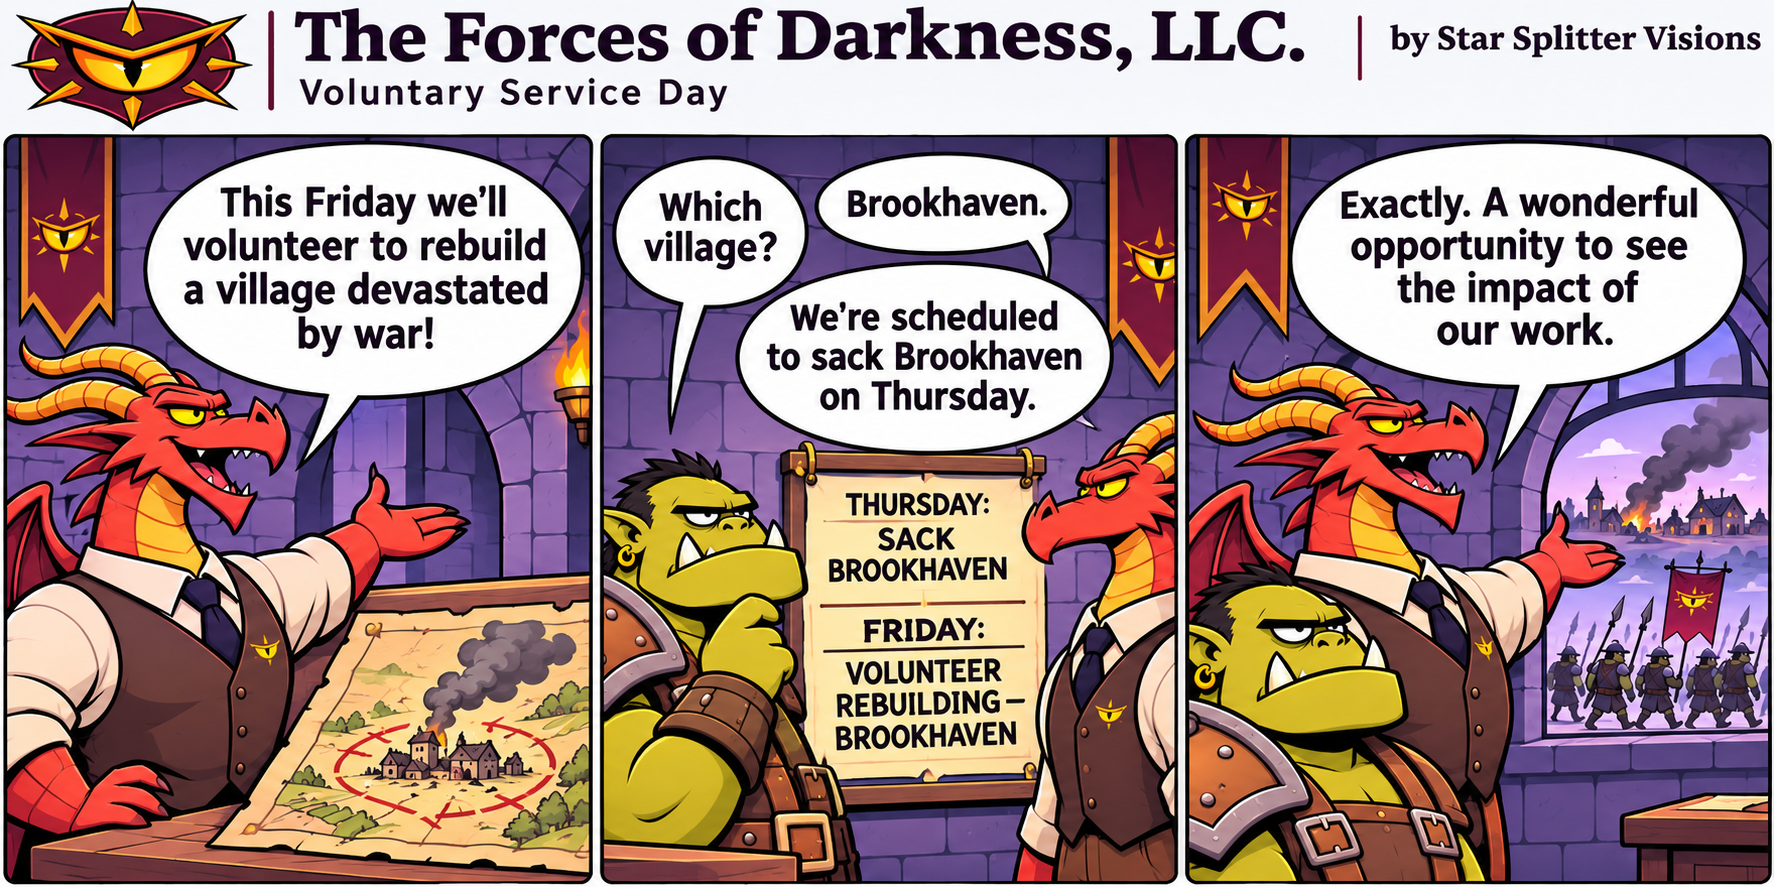 The Forces of Darkness, LLC.
Voluntary Service Day
by Star Splitter Visions
This Friday we'll
volunteer to rebuild
a village devastated
by war!
Which
village?
Brookhaven.
We're scheduled
to sack Brookhaven
on Thursday.
THURSDAY:
SACK
BROOKHAVEN
FRIDAY:
VOLUNTEER
REBUILDING–
BROOKHAVEN
Exactly. A wonderful
opportunity to see
the impact of
our work.